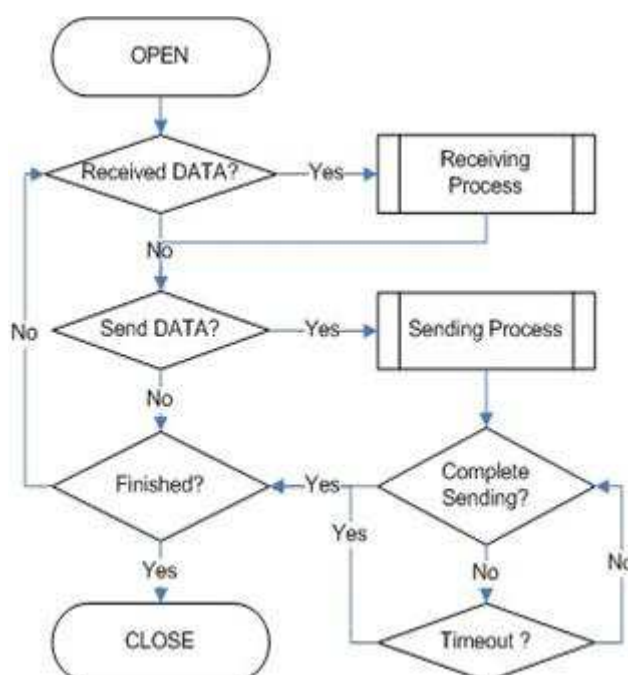 OPEN
Received DATA?
Yes
Receiving
Process
No
Send DATA?
Yes
Sending Process
No
No
Finished?
Yes
Complete
Sending?
Yes
No
No
Yes
CLOSE
Timeout ?